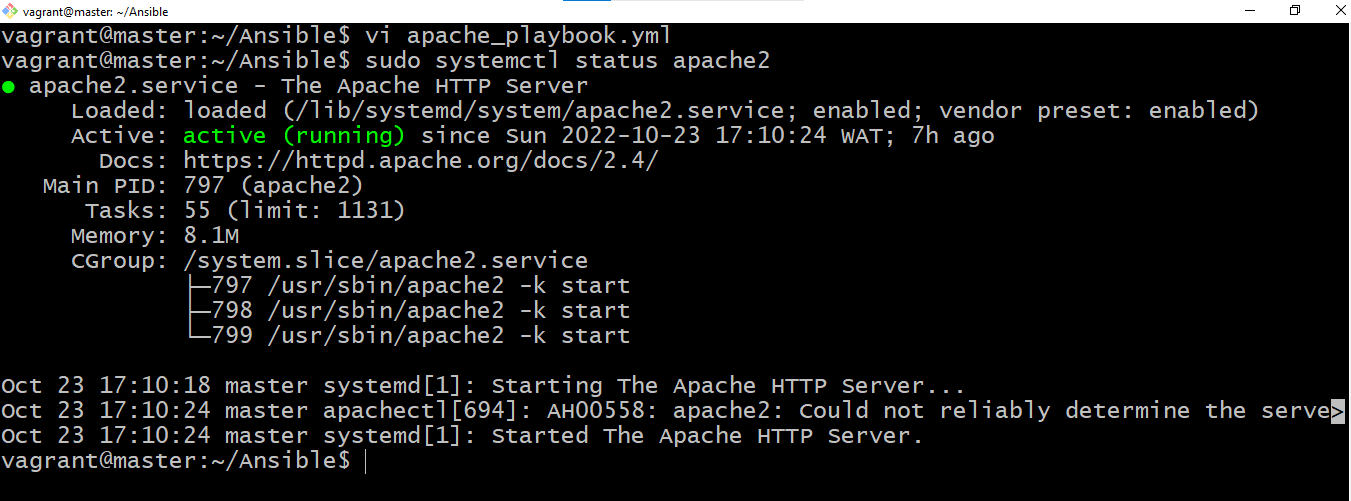 vagrant@master: ~/Ansible
vagrant@master:~/Ansible$ vi apache_playbook.yml
vagrant@master:~/Ansible$ sudo systemctl status apache2
● apache2.service - The Apache HTTP Server
     Loaded: loaded (/lib/systemd/system/apache2.service; enabled; vendor preset: enabled)
     Active: active (running) since Sun 2022-10-23 17:10:24 WAT; 7h ago
       Docs: https://httpd.apache.org/docs/2.4/
   Main PID: 797 (apache2)
      Tasks: 55 (limit: 1131)
     Memory: 8.1M
     CGroup: /system.slice/apache2.service
             ├─797 /usr/sbin/apache2 -k start
             ├─798 /usr/sbin/apache2 -k start
             └─799 /usr/sbin/apache2 -k start
Oct 23 17:10:18 master systemd[1]: Starting The Apache HTTP Server...
Oct 23 17:10:24 master apachectl[694]: AH00558: apache2: Could not reliably determine the serve>
Oct 23 17:10:24 master systemd[1]: Started The Apache HTTP Server.
vagrant@master:~/Ansible$